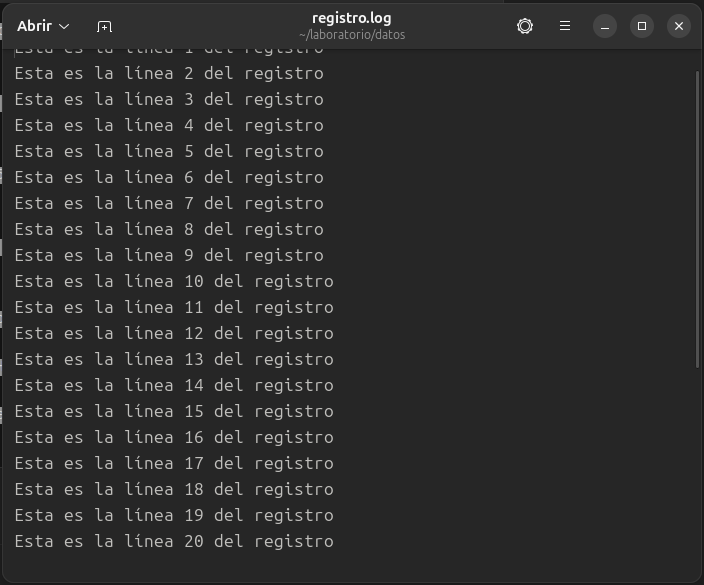 Abrir
registro.log
~/laboratorio/datos
Esta es la línea 1 del registro
Esta es la línea 2 del registro
Esta es la línea 3 del registro
Esta es la línea 4 del registro
Esta es la línea 5 del registro
Esta es la línea 6 del registro
Esta es la línea 7 del registro
Esta es la línea 8 del registro
Esta es la línea 9 del registro
Esta es la línea 10 del registro
Esta es la línea 11 del registro
Esta es la línea 12 del registro
Esta es la línea 13 del registro
Esta es la línea 14 del registro
Esta es la línea 15 del registro
Esta es la línea 16 del registro
Esta es la línea 17 del registro
Esta es la línea 18 del registro
Esta es la línea 19 del registro
Esta es la línea 20 del registro